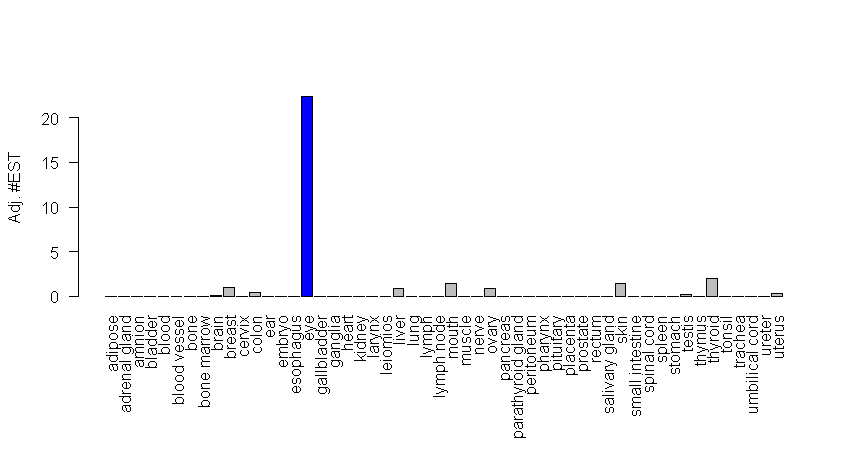 Adj. #EST
20
15
10
5
0
adipose
adrenal gland
amnion
bladder
blood
blood vessel
bone
bone marrow
brain
breast
cervix
colon
ear
embryo
esophagus
eye
gallbladder
ganglia
heart
kidney
larynx
leiomios
liver
lung
lymph
lymph node
mouth
muscle
nerve
ovary
pancreas
parathyroid gland
peritoneum
pharynx
pituitary
placenta
prostate
rectum
salivary gland
skin
small intestine
spinal cord
spleen
stomach
testis
thymus
thyroid
tonsil
trachea
umbilical cord
ureter
uterus